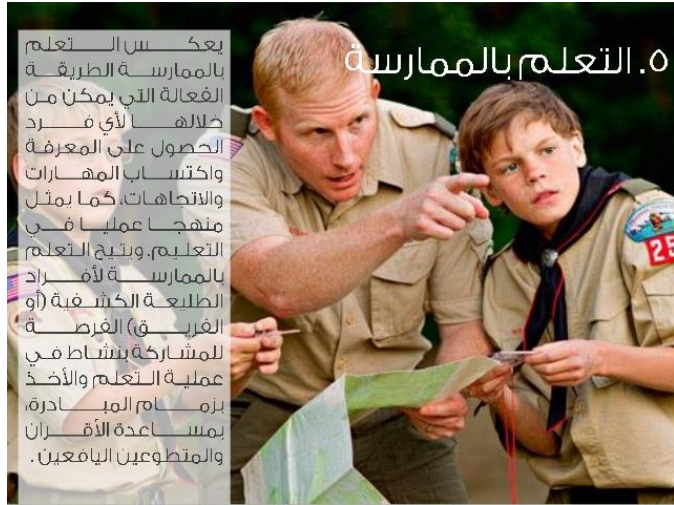 ٥. التعلم بالممارسة
يعكس التعلم
بالممارسة الطريقة
الفعالة التي يمكن من
خلالها لأي فرد
الحصول على المعرفة
واكتساب المهارات
والاتجاهات، كما يمثل
منهجا عمليا في
التعليم. ويتيح التعلم
بالممارسة لأفراد
الطليعة الكشفية (أو
الفريق) الفرصة
للمشاركة بنشاط في
عملية التعلم والأخذ
بزمام المبادرة،
بمساعدة الأقران
والمتطوعين اليافعين.
25